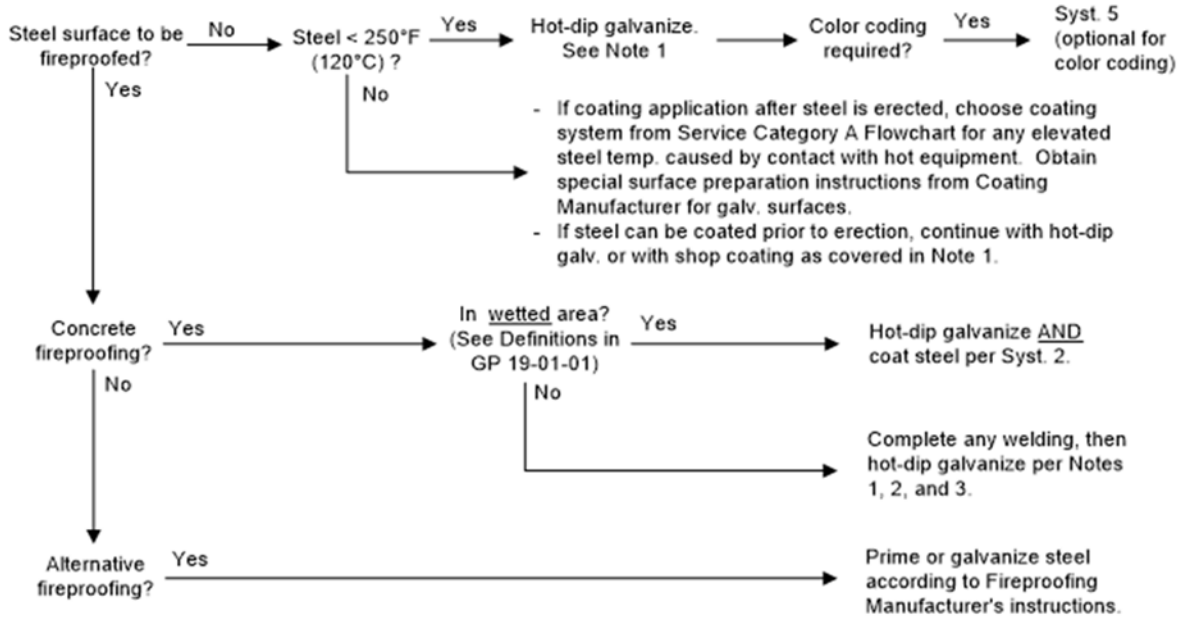 Steel surface to be
fireproofed?
No
Steel < 250°F
(120°C) ?
Yes
Hot-dip galvanize.
See Note 1
Color coding
required?
Yes
Syst. 5
(optional for
color coding)
Yes
No
- If coating application after steel is erected, choose coating
system from Service Category A Flowchart for any elevated
steel temp. caused by contact with hot equipment. Obtain
special surface preparation instructions from Coating
Manufacturer for galv. surfaces.
- If steel can be coated prior to erection, continue with hot-dip
galv. or with shop coating as covered in Note 1.
Concrete
fireproofing?
Yes
In wetted area?
(See Definitions in
GP 19-01-01)
Yes
Hot-dip galvanize AND
coat steel per Syst. 2.
No
No
Complete any welding, then
hot-dip galvanize per Notes
1, 2, and 3.
Alternative
fireproofing?
Yes
Prime or galvanize steel
according to Fireproofing
Manufacturer's instructions.